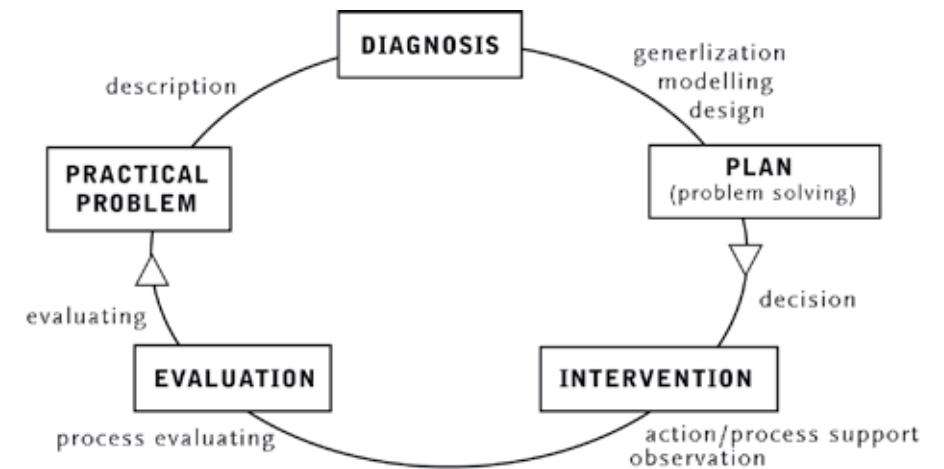 DIAGNOSIS
generlization
modelling
design
description
PRACTICAL
PROBLEM
PLAN
(problem solving)
decision
evaluating
EVALUATION
INTERVENTION
process evaluating
action/process support
observation